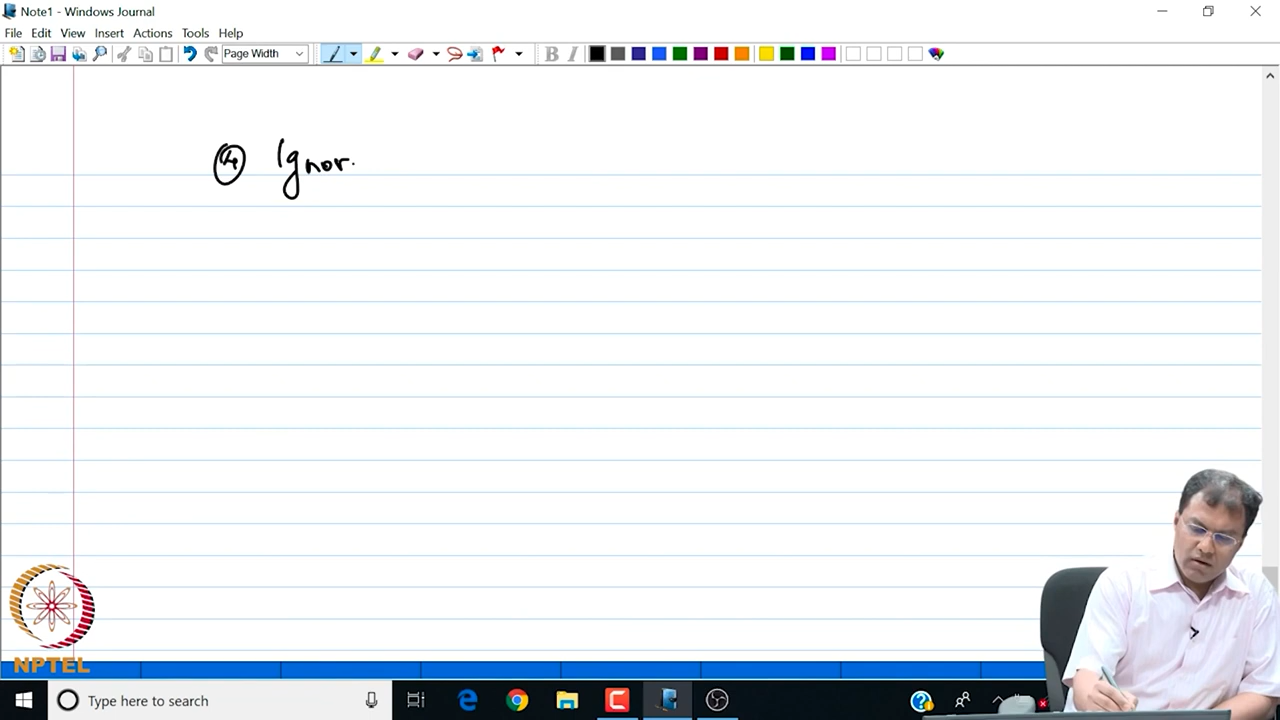 Note1 - Windows Journal
File Edit View Insert Actions Tools Help
Page Width B I
④ Ignor.
NPTEL
Type here to search